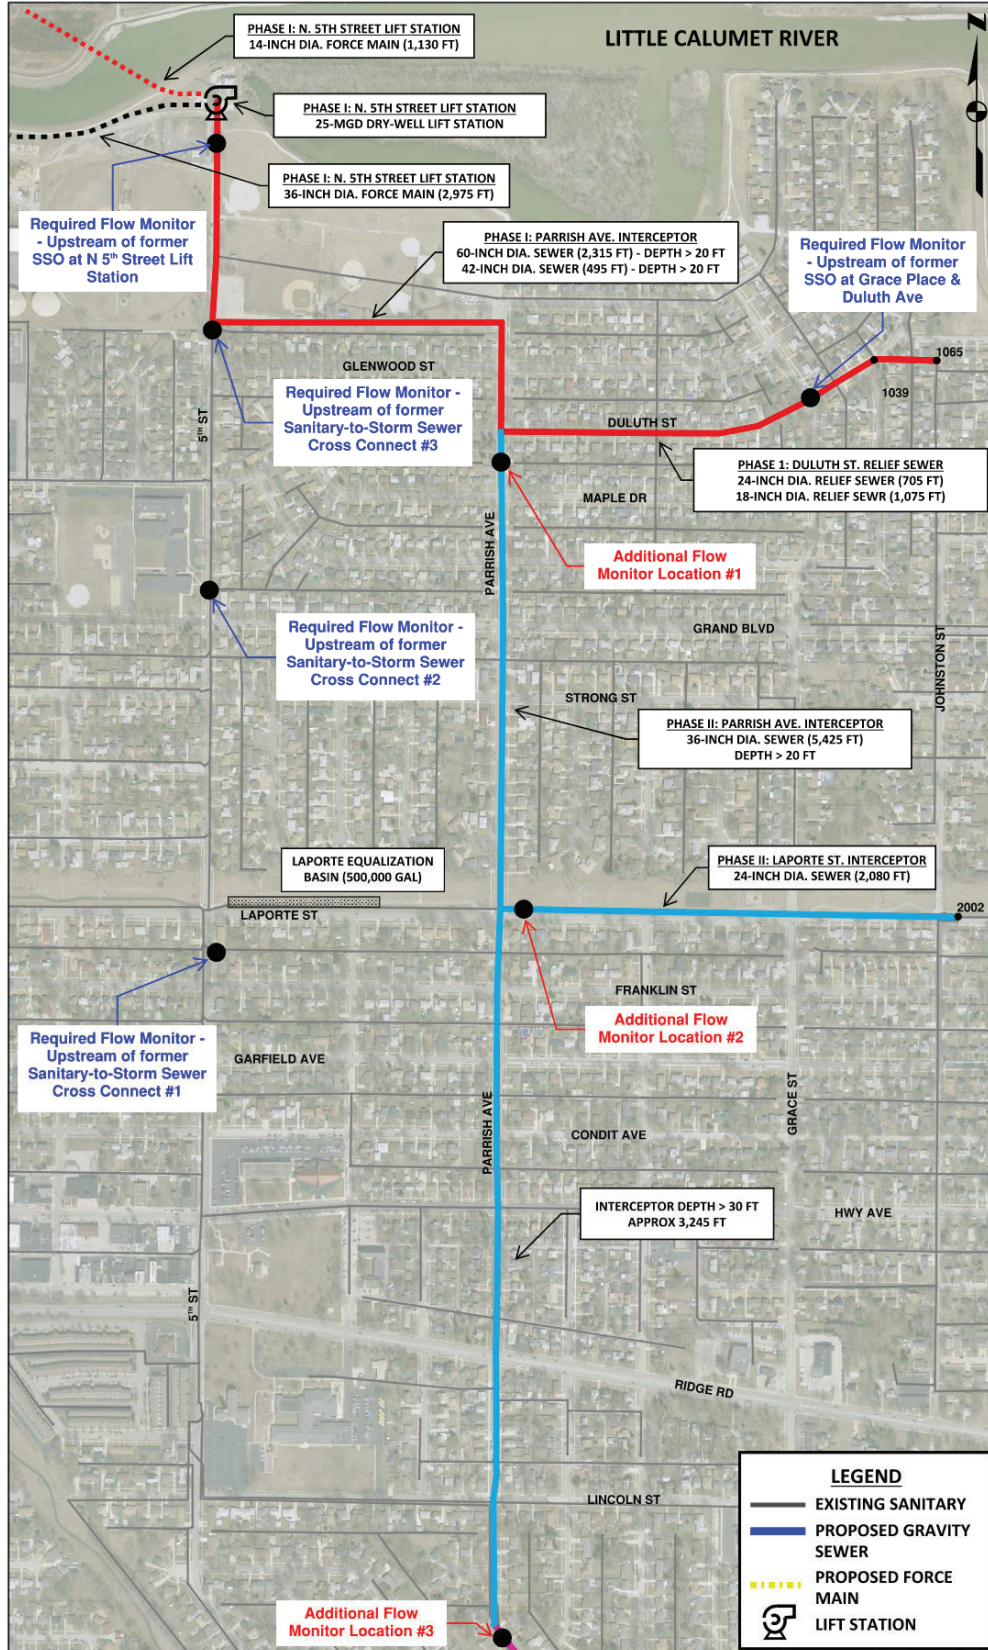 PHASE I: N. 5TH STREET LIFT STATION
14-INCH DIA. FORCE MAIN (1,130 FT)
LITTLE CALUMET RIVER
Z
PHASE I: N. 5TH STREET LIFT STATION
25-MGD DRY-WELL LIFT STATION
PHASE I: N. 5TH STREET LIFT STATION
36-INCH DIA. FORCE MAIN (2,975 FT)
Required Flow Monitor
- Upstream of former
SSO at N 5th Street Lift
Station
PHASE I: PARRISH AVE. INTERCEPTOR
60-INCH DIA. SEWER (2,315 FT) - DEPTH > 20 FT
42-INCH DIA. SEWER (495 FT) - DEPTH > 20 FT
Required Flow Monitor
- Upstream of former
SSO at Grace Place &
Duluth Ave
GLENWOOD ST
1065
1039
Required Flow Monitor -
Upstream of former
Sanitary-to-Storm Sewer
Cross Connect #3
5TH ST
DULUTH ST
PHASE 1: DULUTH ST. RELIEF SEWER
24-INCH DIA. RELIEF SEWER (705 FT)
18-INCH DIA. RELIEF SEWR (1,075 FT)
MAPLE DR
PARRISH AVE
Additional Flow
Monitor Location #1
Required Flow Monitor -
Upstream of former
Sanitary-to-Storm Sewer
Cross Connect #2
GRAND BLVD
JOHNSTON ST
STRONG ST
PHASE II: PARRISH AVE. INTERCEPTOR
36-INCH DIA. SEWER (5,425 FT)
DEPTH > 20 FT
LAPORTE EQUALIZATION
BASIN (500,000 GAL)
PHASE II: LAPORTE ST. INTERCEPTOR
24-INCH DIA. SEWER (2,080 FT)
LAPORTE ST
2002
FRANKLIN ST
Additional Flow
Monitor Location #2
Required Flow Monitor -
Upstream of former
Sanitary-to-Storm Sewer
Cross Connect #1
GARFIELD AVE
GRACE ST
PARRISH AVE
CONDIT AVE
INTERCEPTOR DEPTH > 30 FT
APPROX 3,245 FT
HWY AVE
5TH ST
RIDGE RD
LINCOLN ST
Additional Flow
Monitor Location #3
LEGEND
EXISTING SANITARY
PROPOSED GRAVITY
SEWER
PROPOSED FORCE
MAIN
LIFT STATION